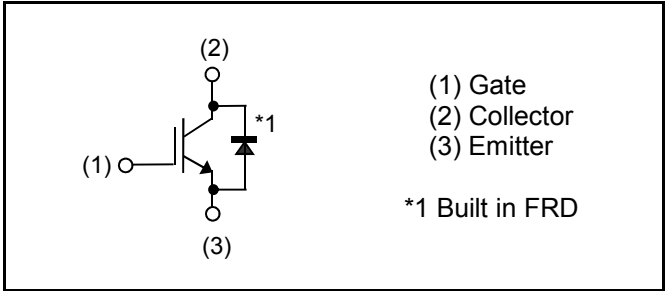 (2)
*1
(1)
(3)
(1) Gate
(2) Collector
(3) Emitter
*1 Built in FRD